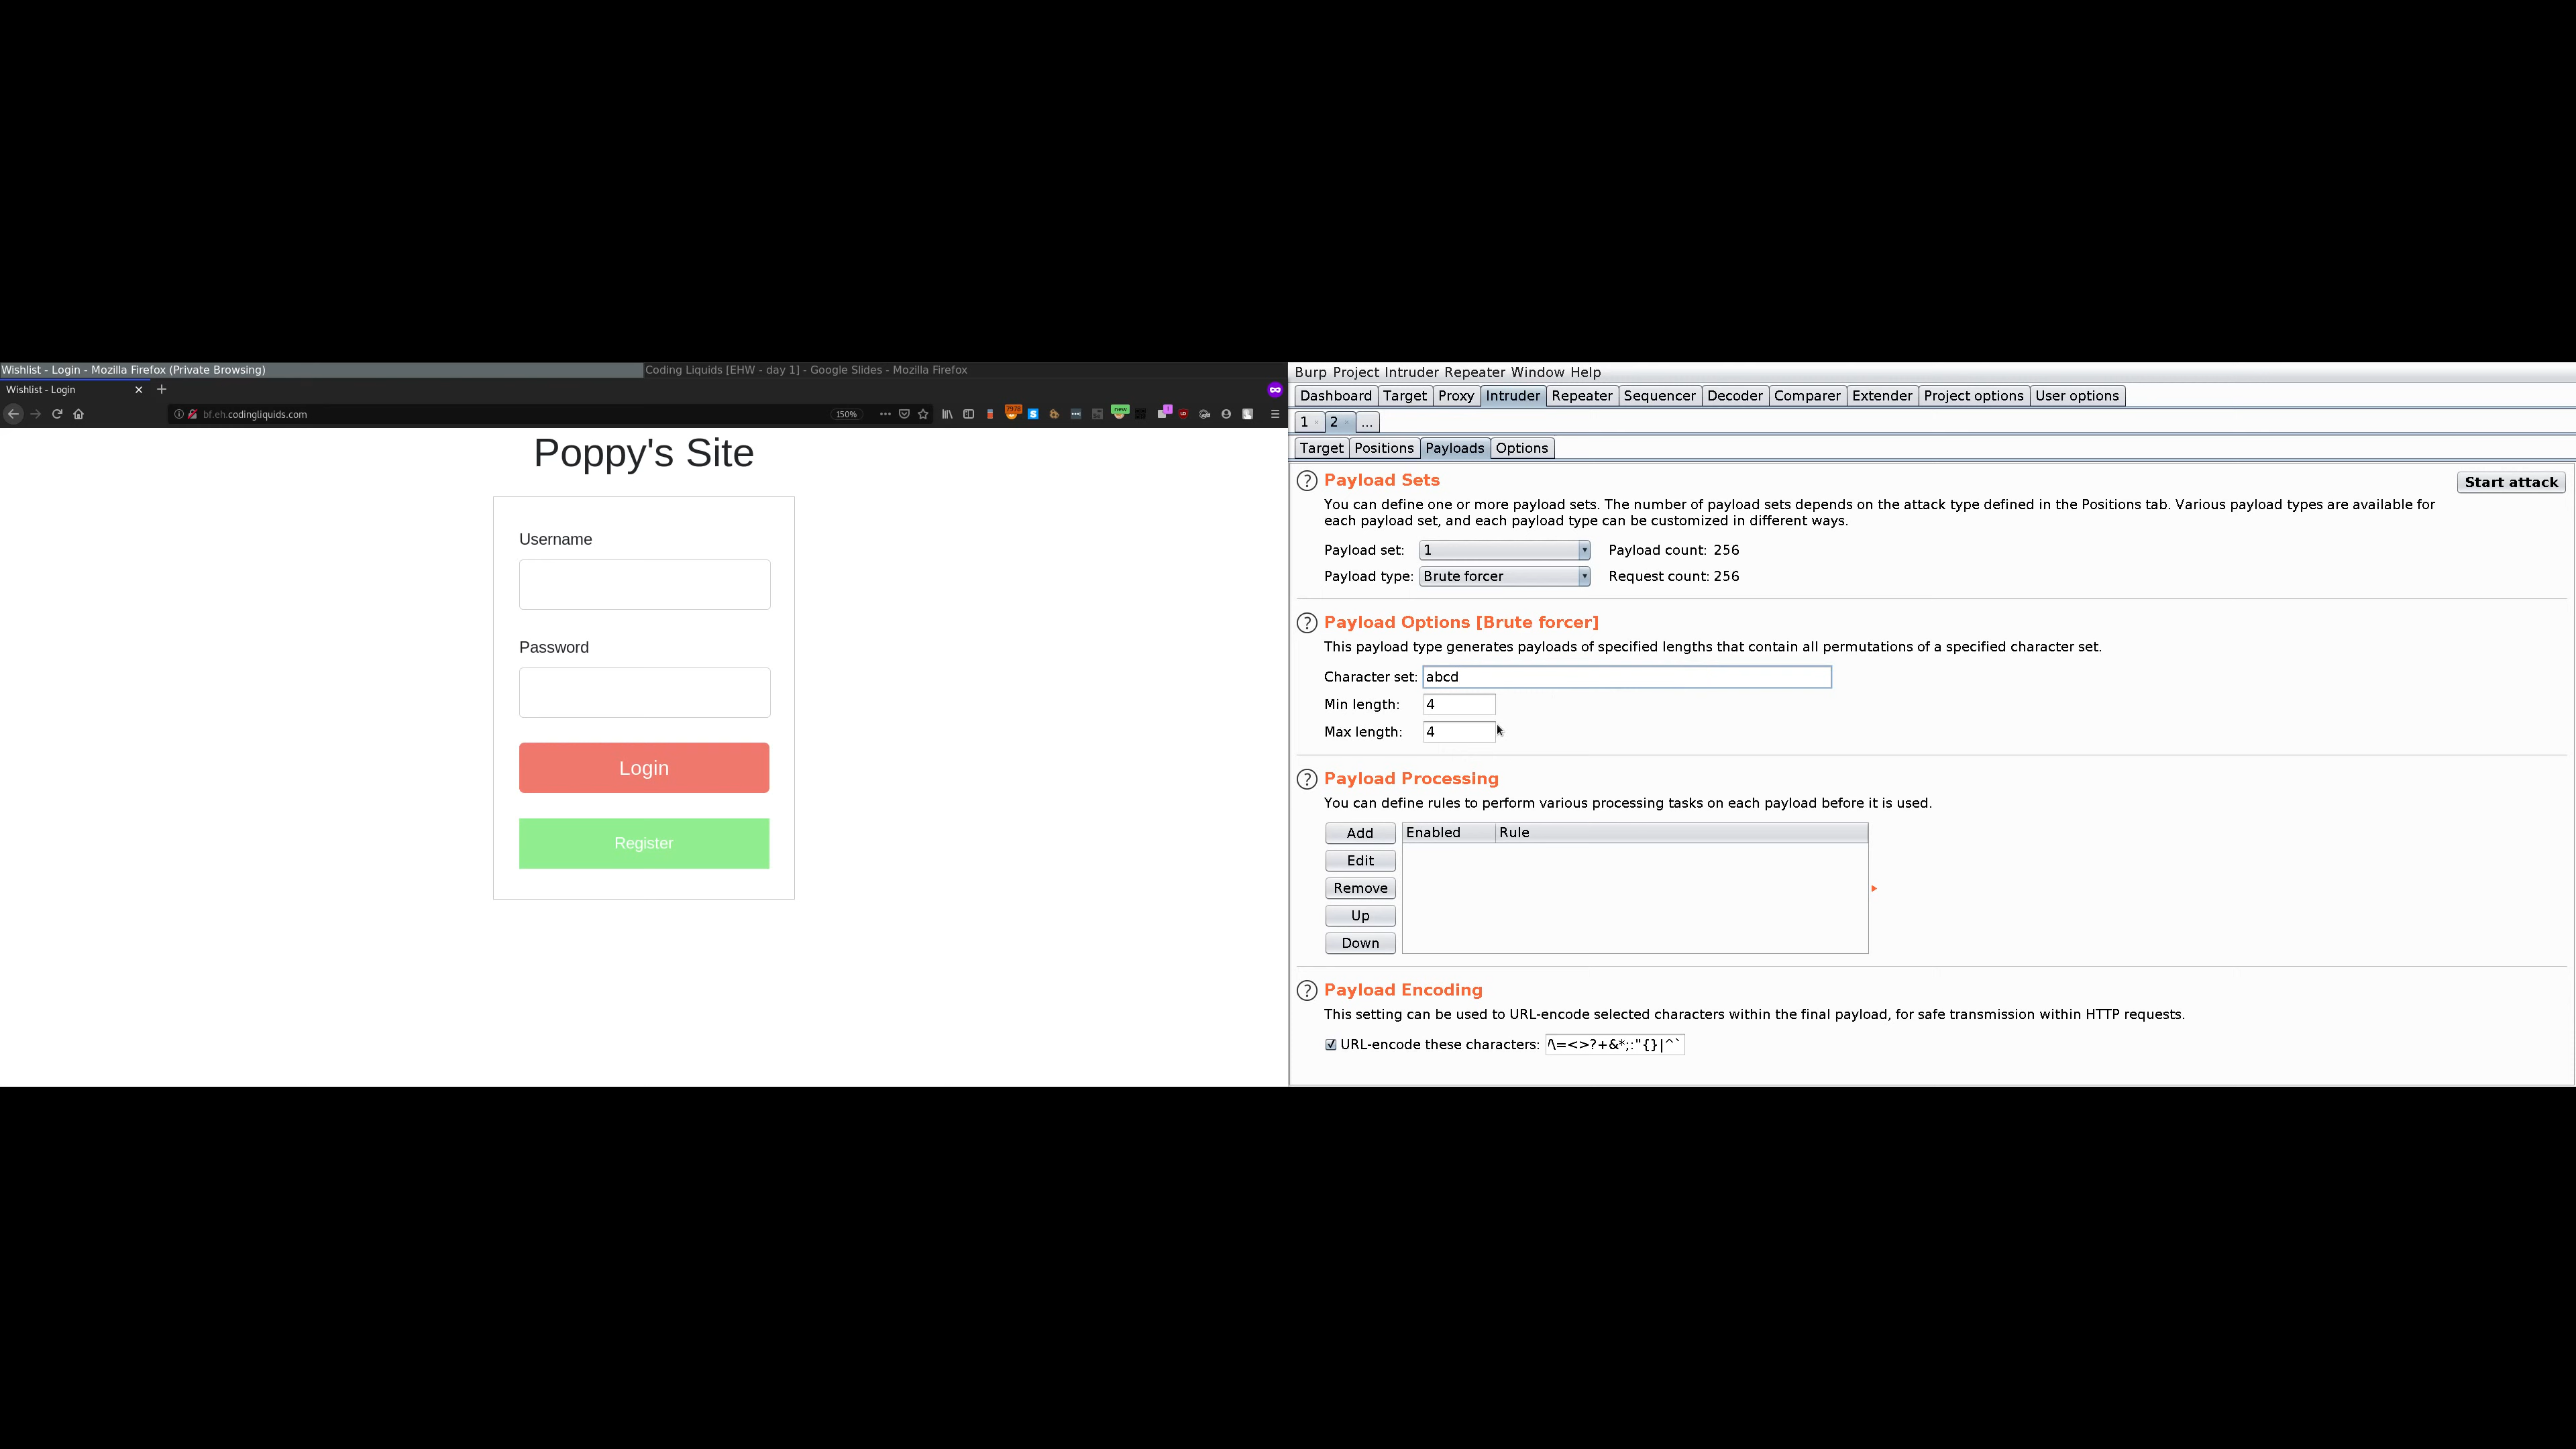 Wishlist - Login - Mozilla Firefox (Private Browsing)
Coding Liquids [EHW - day 1] - Google Slides - Mozilla Firefox
Wishlist - Login
bf.eh.codingliquids.com
150%
new
Poppy's Site
Username
Password
Login
Register
Burp Project Intruder Repeater Window Help
Dashboard Target Proxy Intruder Repeater Sequencer Decoder Comparer Extender Project options User options
1 2 ...
Target Positions Payloads Options
Payload Sets
Start attack
You can define one or more payload sets. The number of payload sets depends on the attack type defined in the Positions tab. Various payload types are available for
each payload set, and each payload type can be customized in different ways.
Payload set: 1 Payload count: 256
Payload type: Brute forcer Request count: 256
Payload Options [Brute forcer]
This payload type generates payloads of specified lengths that contain all permutations of a specified character set.
Character set: abcd
Min length: 4
Max length: 4
Payload Processing
You can define rules to perform various processing tasks on each payload before it is used.
Add
Enabled Rule
Edit
Remove
Up
Down
Payload Encoding
This setting can be used to URL-encode selected characters within the final payload, for safe transmission within HTTP requests.
URL-encode these characters: \=<>?+&*;:"{}|^`